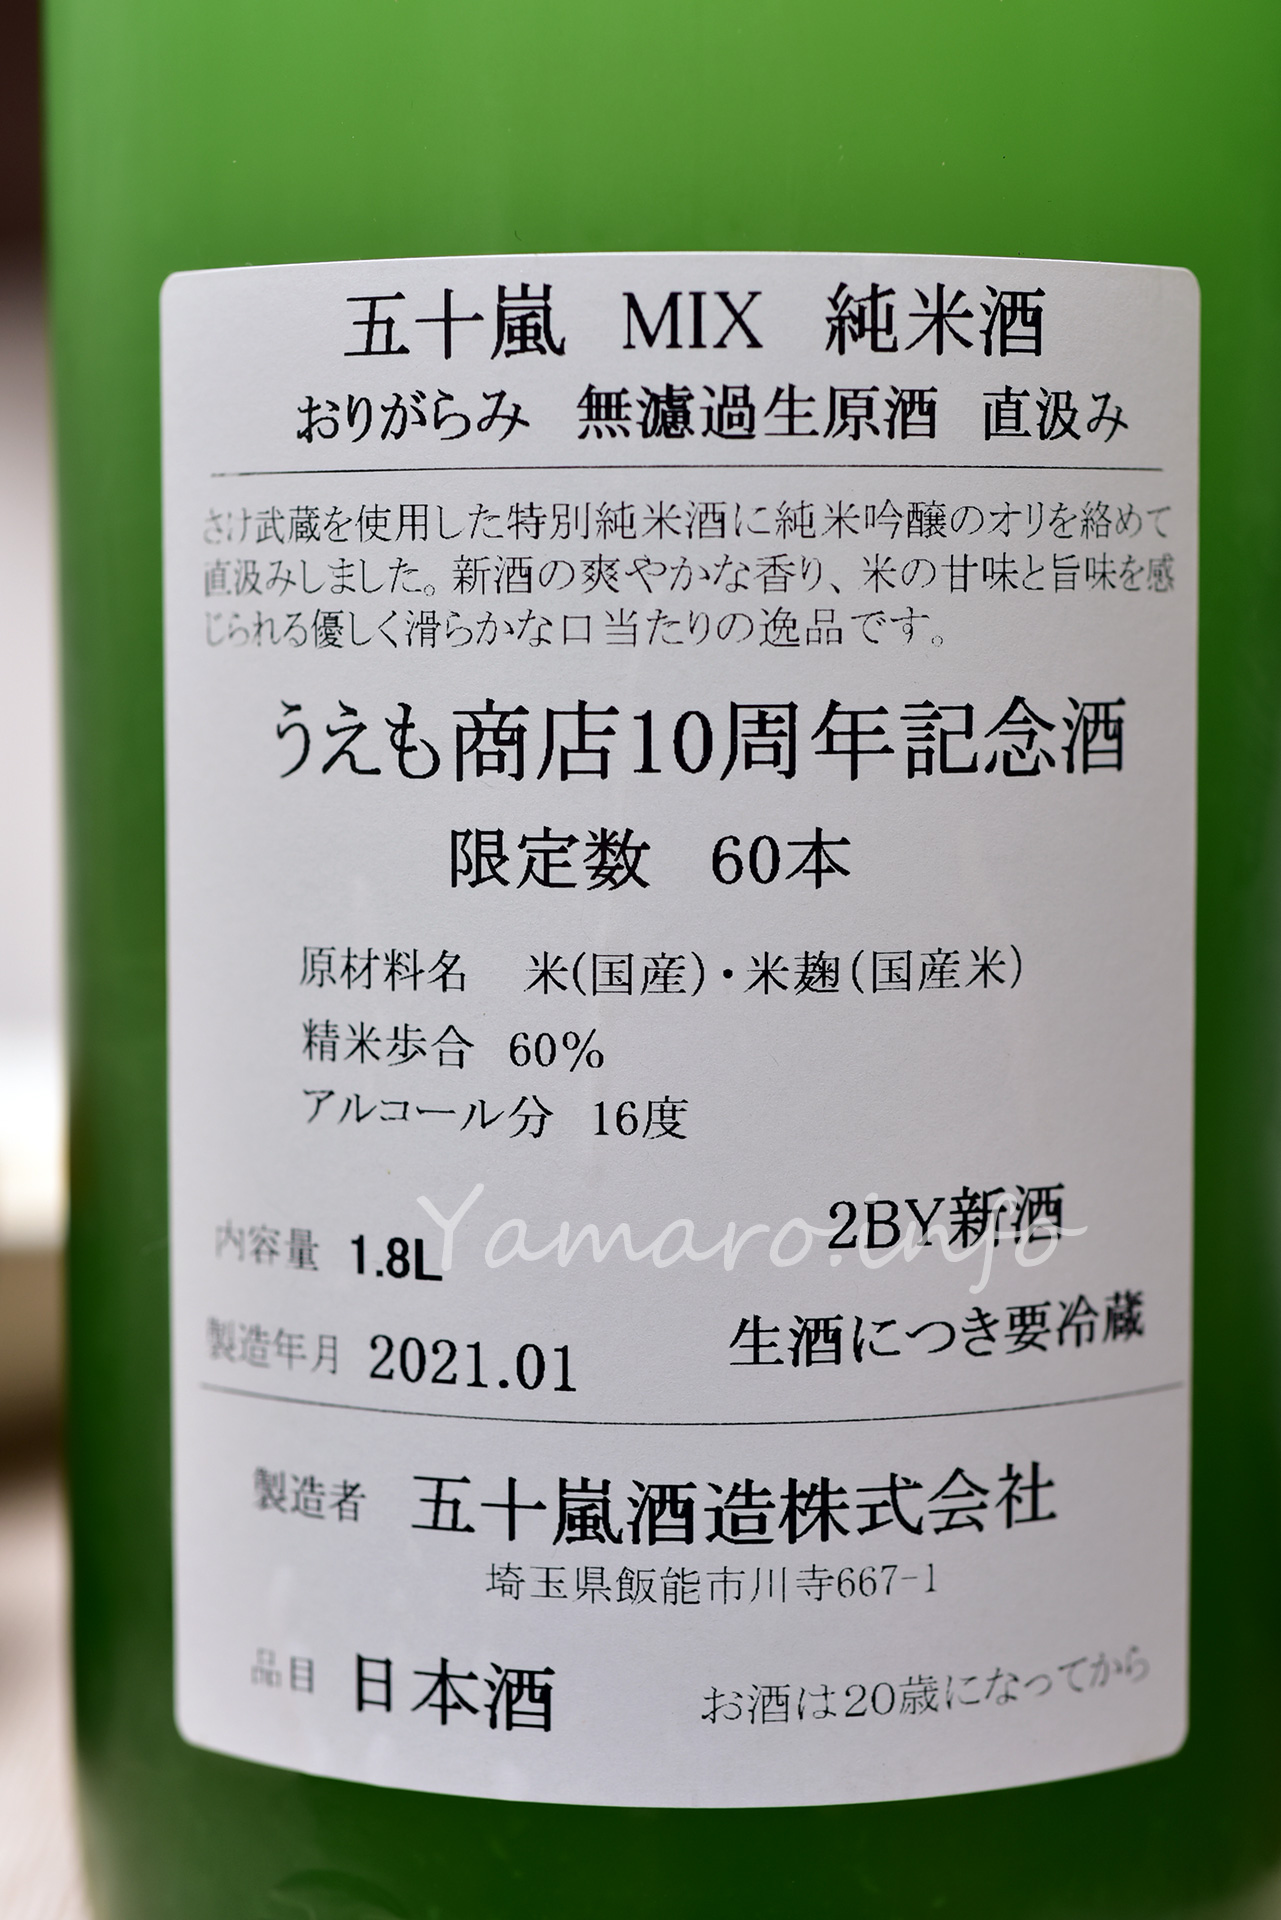 五十嵐 MIX 純米酒
おりがらみ 無濾過生原酒 直汲み
さけ武蔵を使用した特別純米酒に純米吟醸のオリを絡めて
直汲みしました。新酒の爽やかな香り、米の甘味と旨味を感
じられる優しく滑らかな口当たりの逸品です。
うえも商店10周年記念酒
限定数 60本
原材料名 米(国産)・米麹(国産米)
精米歩合 60%
アルコール分 16度
2BY新酒
Yamaro.info
内容量 1.8L
生酒につき要冷蔵
製造年月 2021.01
製造者 五十嵐酒造株式会社
埼玉県飯能市川寺667-1
品目 日本酒 お酒は20歳になってから